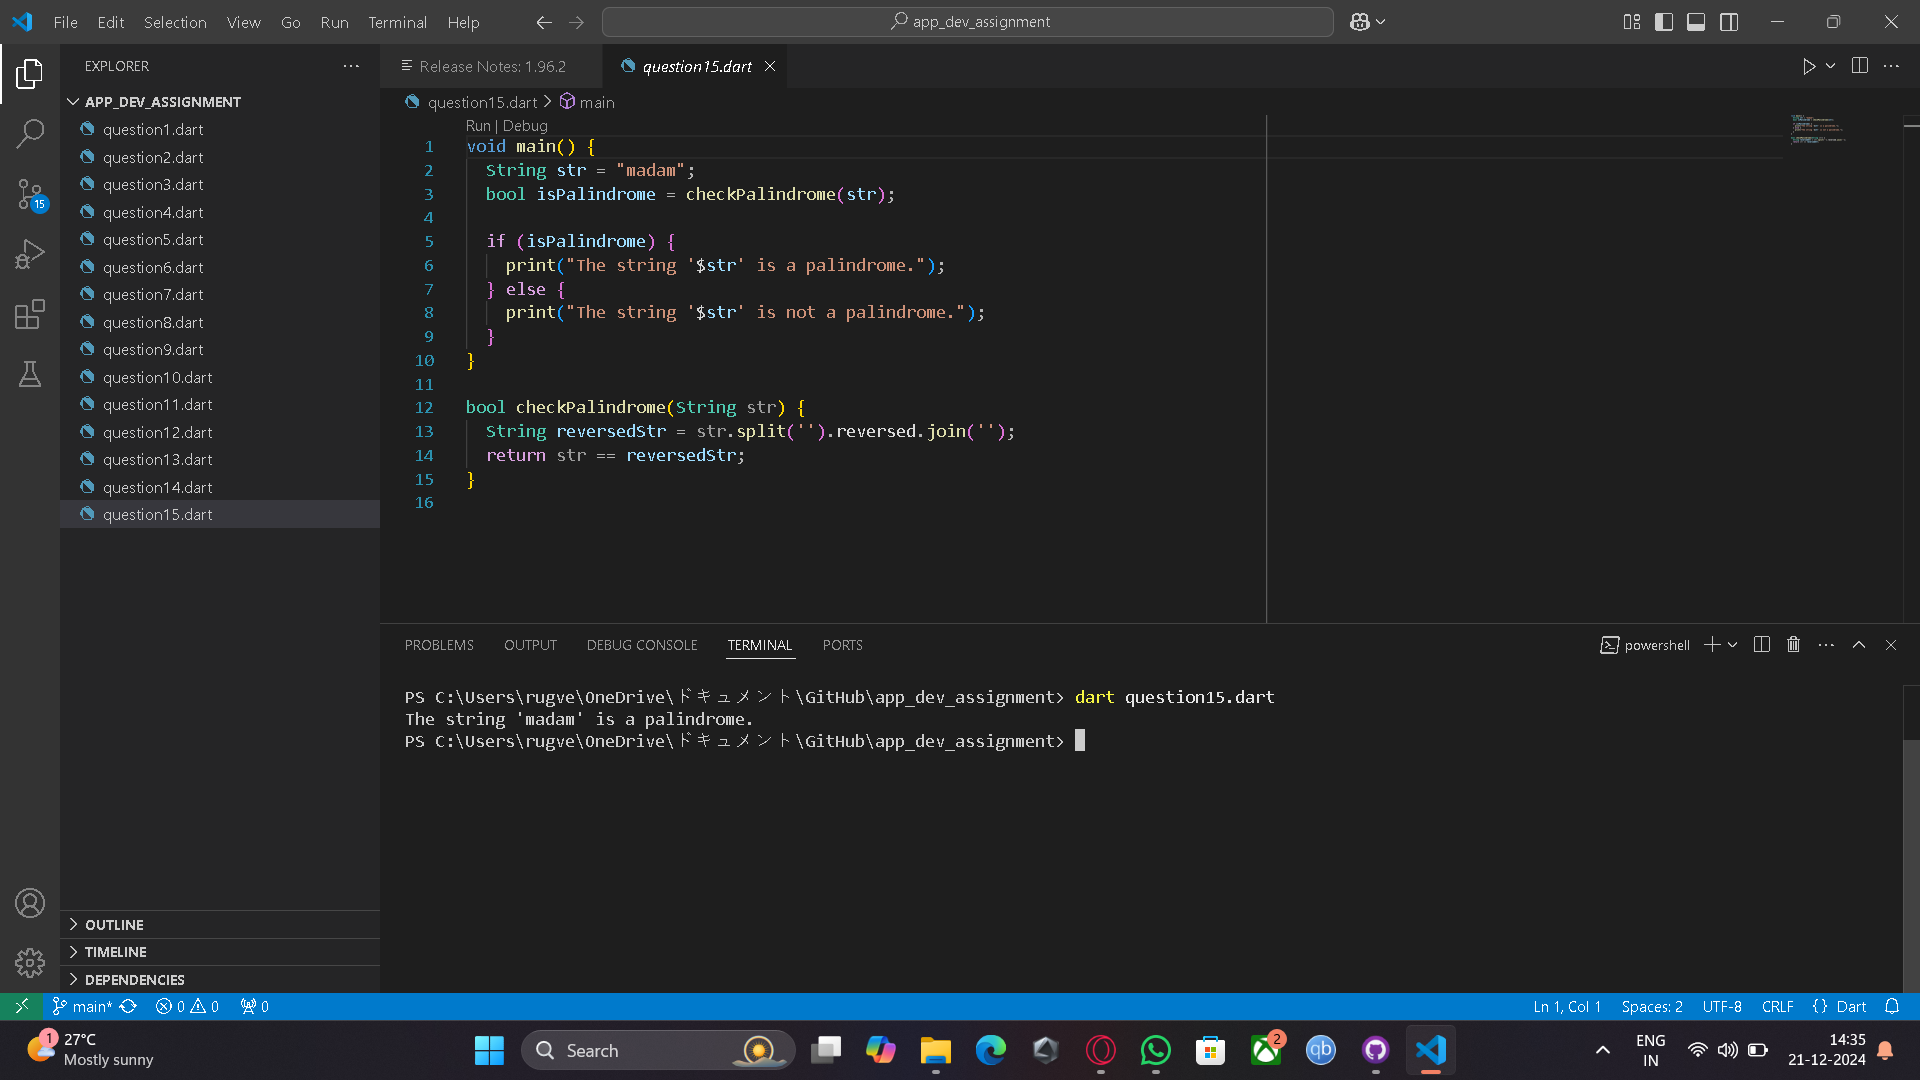 File Edit Selection View Go Run Terminal Help
app_dev_assignment
EXPLORER
Release Notes: 1.96.2
question15.dart
APP_DEV_ASSIGNMENT
question1.dart
question2.dart
question3.dart
question4.dart
question5.dart
question6.dart
question7.dart
question8.dart
question9.dart
question10.dart
question11.dart
question12.dart
question13.dart
question14.dart
question15.dart
15
OUTLINE
TIMELINE
DEPENDENCIES
question15.dart > main
Run | Debug
1 void main() {
2 String str = "madam";
3 bool isPalindrome = checkPalindrome(str);
4
5 if (isPalindrome) {
6 print("The string '$str' is a palindrome.");
7 } else {
8 print("The string '$str' is not a palindrome.");
9 }
10 }
11
12 bool checkPalindrome(String str) {
13 String reversedStr = str.split('').reversed.join('');
14 return str == reversedStr;
15 }
16
PROBLEMS OUTPUT DEBUG CONSOLE TERMINAL PORTS
powershell
PS C:\Users\rugve\OneDrive\ドキュメント\GitHub\app_dev_assignment> dart question15.dart
The string 'madam' is a palindrome.
PS C:\Users\rugve\OneDrive\ドキュメント\GitHub\app_dev_assignment>
main* 0 0 0
Ln 1, Col 1 Spaces: 2 UTF-8 CRLF {} Dart
1
27°C
Mostly sunny
Search
2
qb
ENG
IN
14:35
21-12-2024